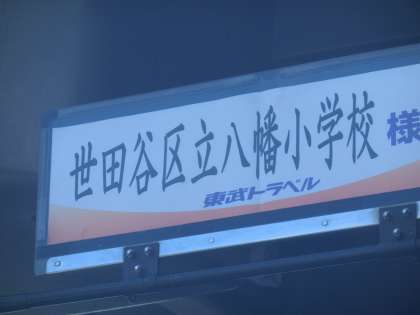 世田谷区立八幡小学校 様
東武トラベル